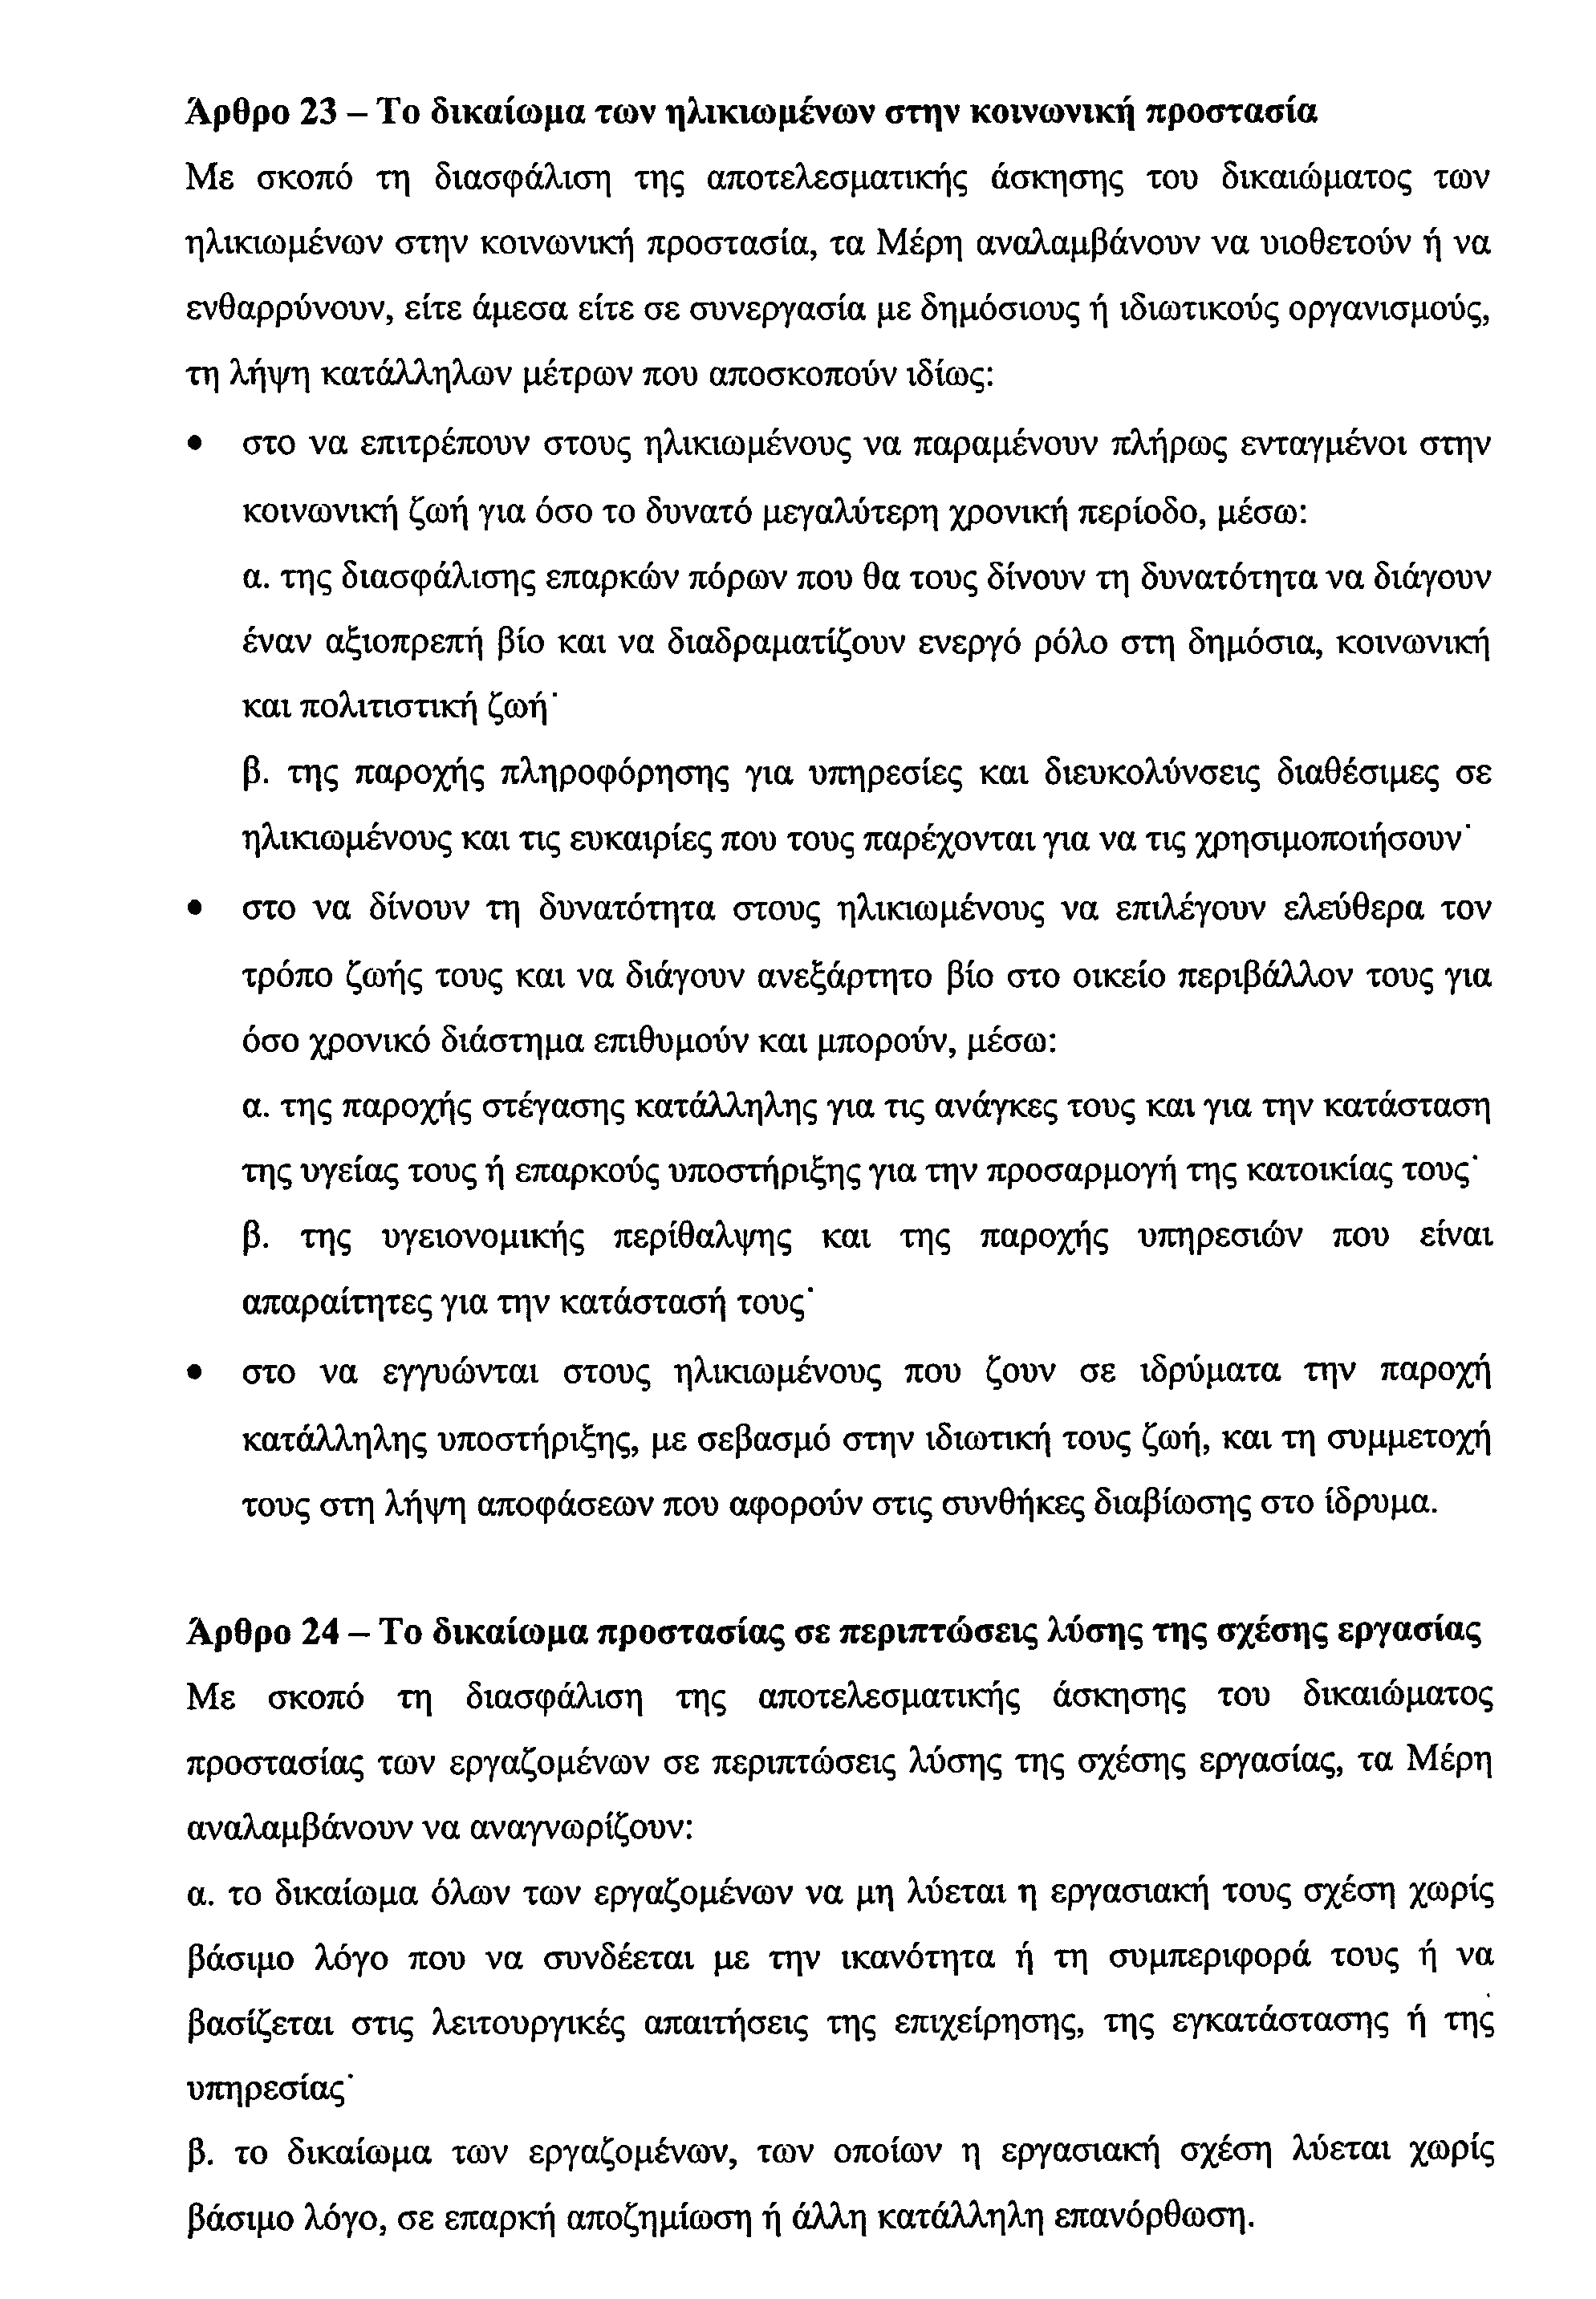 Άρθρο 23 – Το δικαίωμα των ηλικιωμένων στην κοινωνική προστασία
Με σκοπό τη διασφάλιση της αποτελεσματικής άσκησης του δικαιώματος των
ηλικιωμένων στην κοινωνική προστασία, τα Μέρη αναλαμβάνουν να υιοθετούν ή να
ενθαρρύνουν, είτε άμεσα είτε σε συνεργασία με δημόσιους ή ιδιωτικούς οργανισμούς,
τη λήψη κατάλληλων μέτρων που αποσκοπούν ιδίως:
• στο να επιτρέπουν στους ηλικιωμένους να παραμένουν πλήρως ενταγμένοι στην
κοινωνική ζωή για όσο το δυνατό μεγαλύτερη χρονική περίοδο, μέσω:
α. της διασφάλισης επαρκών πόρων που θα τους δίνουν τη δυνατότητα να διάγουν
έναν αξιοπρεπή βίο και να διαδραματίζουν ενεργό ρόλο στη δημόσια, κοινωνική
και πολιτιστική ζωή˙
β. της παροχής πληροφόρησης για υπηρεσίες και διευκολύνσεις διαθέσιμες σε
ηλικιωμένους και τις ευκαιρίες που τους παρέχονται για να τις χρησιμοποιήσουν˙
• στο να δίνουν τη δυνατότητα στους ηλικιωμένους να επιλέγουν ελεύθερα τον
τρόπο ζωής τους και να διάγουν ανεξάρτητο βίο στο οικείο περιβάλλον τους για
όσο χρονικό διάστημα επιθυμούν και μπορούν, μέσω:
α. της παροχής στέγασης κατάλληλης για τις ανάγκες τους και για την κατάσταση
της υγείας τους ή επαρκούς υποστήριξης για την προσαρμογή της κατοικίας τους˙
β. της υγειονομικής περίθαλψης και της παροχής υπηρεσιών που είναι
απαραίτητες για την κατάστασή τους˙
• στο να εγγυώνται στους ηλικιωμένους που ζουν σε ιδρύματα την παροχή
κατάλληλης υποστήριξης, με σεβασμό στην ιδιωτική τους ζωή, και τη συμμετοχή
τους στη λήψη αποφάσεων που αφορούν στις συνθήκες διαβίωσης στο ίδρυμα.
Άρθρο 24 – Το δικαίωμα προστασίας σε περιπτώσεις λύσης της σχέσης εργασίας
Με σκοπό τη διασφάλιση της αποτελεσματικής άσκησης του δικαιώματος
προστασίας των εργαζομένων σε περιπτώσεις λύσης της σχέσης εργασίας, τα Μέρη
αναλαμβάνουν να αναγνωρίζουν:
α. το δικαίωμα όλων των εργαζομένων να μη λύεται η εργασιακή τους σχέση χωρίς
βάσιμο λόγο που να συνδέεται με την ικανότητα ή τη συμπεριφορά τους ή να
βασίζεται στις λειτουργικές απαιτήσεις της επιχείρησης, της εγκατάστασης ή της
υπηρεσίας˙
β. το δικαίωμα των εργαζομένων, των οποίων η εργασιακή σχέση λύεται χωρίς
βάσιμο λόγο, σε επαρκή αποζημίωση ή άλλη κατάλληλη επανόρθωση.